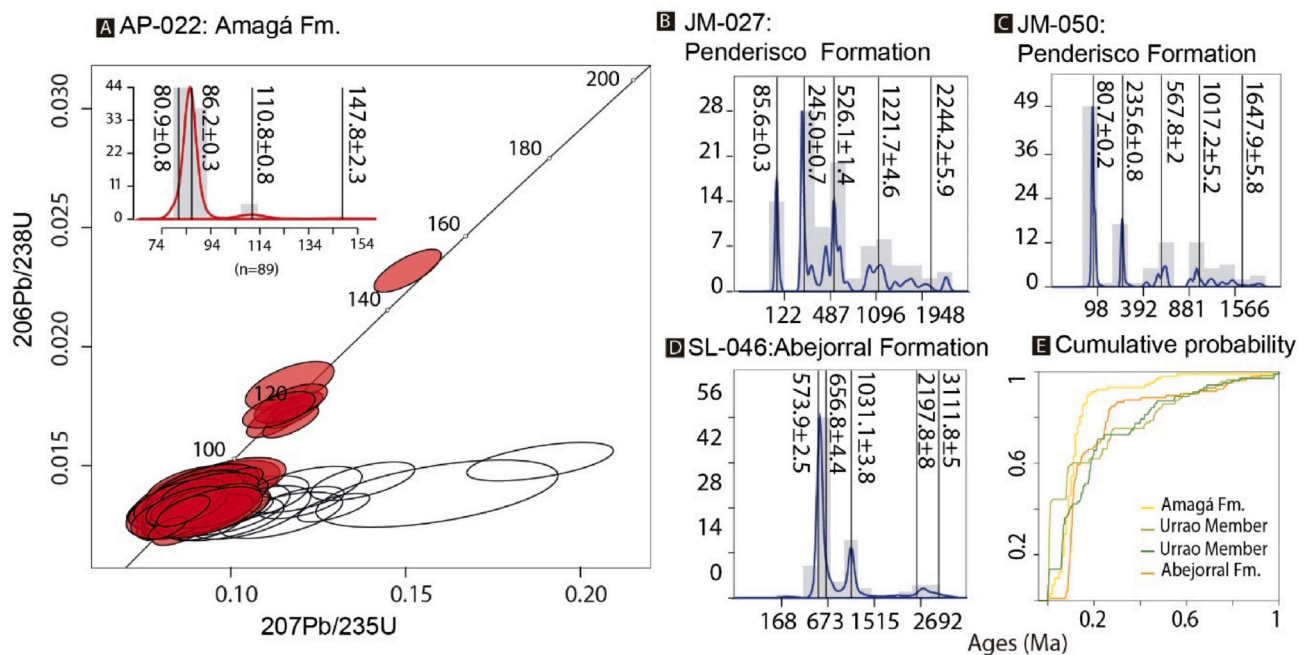 A AP-022: Amagá Fm.
206Pb/238U
0.030
0.025
0.020
0.015
44
33
22
11
0
80.9±0.8
86.2±0.3
110.8±0.8
147.8±2.3
74 94 114 134 154
(n=89)
200
180
160
140
120
100
0.10 0.15 0.20
207Pb/235U
B JM-027:
Penderisco Formation
28
21
14
7
0
85.6±0.3
245.0±0.7
526.1±1.4
1221.7±4.6
2244.2±5.9
122 487 1096 1948
C JM-050:
Penderisco Formation
49
36
24
12
0
80.7±0.2
235.6±0.8
567.8±2
1017.2±5.2
1647.9±5.8
98 392 881 1566
D SL-046:Abejorral Formation
56
42
28
14
0
573.9±2.5
656.8±4.4
1031.1±3.8
2197.8±8
3111.8±5
168 673 1515 2692
E Cumulative probability
1
0.6
0.2
Amagá Fm.
Urrao Member
Urrao Member
Abejorral Fm.
0.2 0.6 1
Ages (Ma)